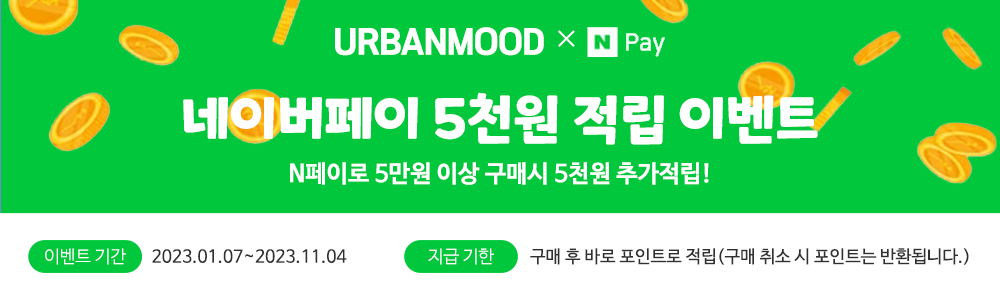 URBANMOOD × N Pay
네이버페이 5천원 적립 이벤트
N페이로 5만원 이상 구매시 5천원 추가적립!
이벤트 기간 2023.01.07~2023.11.04 지급 기한 구매 후 바로 포인트로 적립(구매 취소 시 포인트는 반환됩니다.)